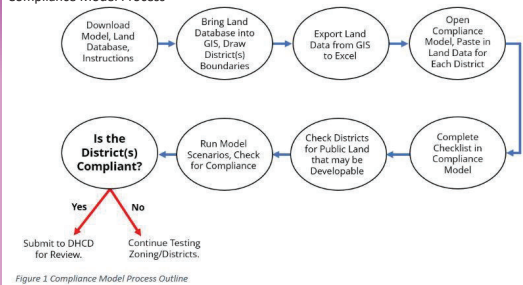 Compliance Model Process
Download
Model, Land
Database,
Instructions
Bring Land
Database into
GIS, Draw
District(s)
Boundaries
Export Land
Data from GIS
to Excel
Open
Compliance
Model, Paste in
Land Data for
Each District
Complete
Checklist in
Compliance
Model
Check Districts
for Public Land
that may be
Developable
Run Model
Scenarios, Check
for Compliance
Is the
District(s)
Compliant?
Yes
No
Submit to DHCD
for Review.
Continue Testing
Zoning/Districts.
Figure 1 Compliance Model Process Outline